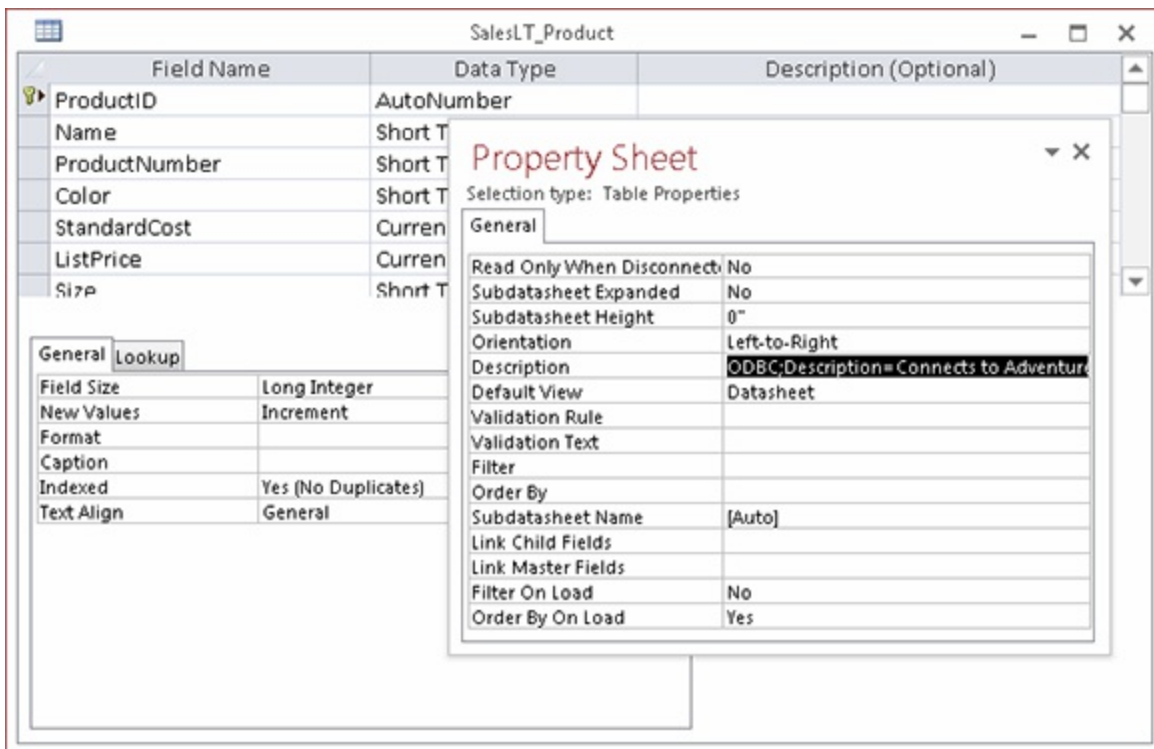 SalesLT_Product
Field Name Data Type Description (Optional)
ProductID AutoNumber
Name Short T
ProductNumber Short T
Color Short T
StandardCost Curren
ListPrice Curren
Size Short T
Property Sheet
Selection type: Table Properties
General
Read Only When Disconnecte No
Subdatasheet Expanded No
Subdatasheet Height 0"
Orientation Left-to-Right
Description ODBC;Description=Connects to Adventure
Default View Datasheet
Validation Rule
Validation Text
Filter
Order By
Subdatasheet Name [Auto]
Link Child Fields
Link Master Fields
Filter On Load No
Order By On Load Yes
General Lookup
Field Size Long Integer
New Values Increment
Format
Caption
Indexed Yes (No Duplicates)
Text Align General